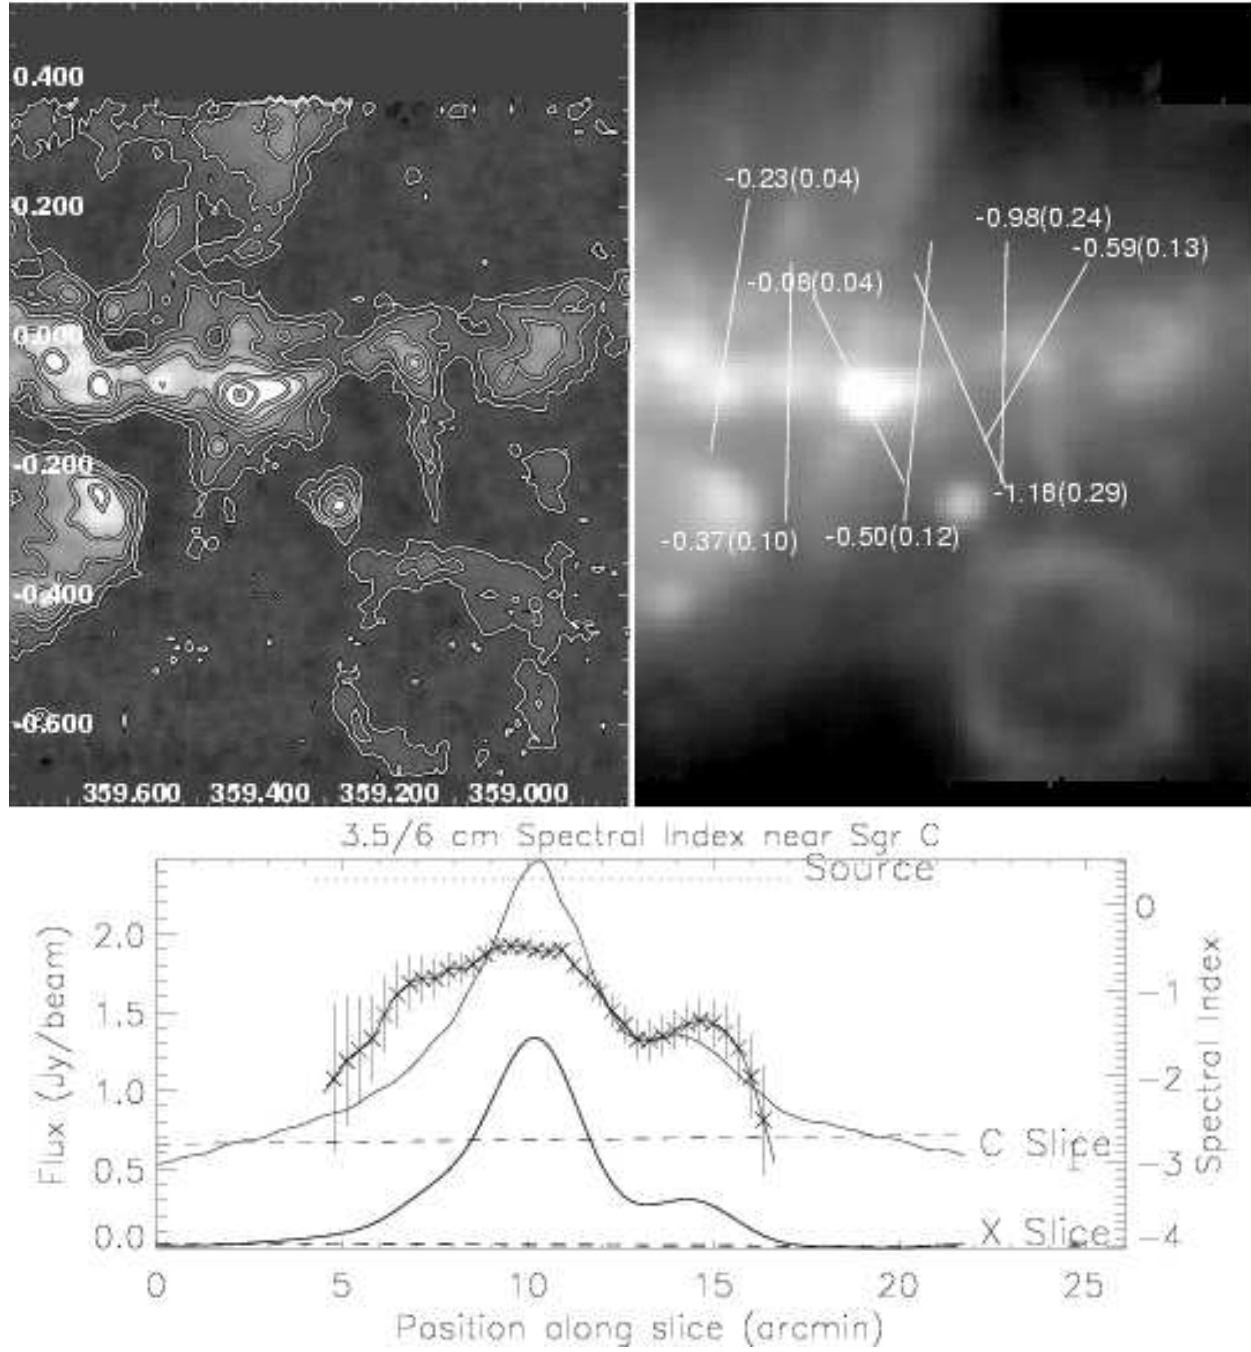 0.400
0.200
0.000
-0.200
-0.400
-0.600
359.600 359.400 359.200 359.000
-0.23(0.04)
-0.98(0.24)
-0.59(0.13)
-0.08(0.04)
-1.18(0.29)
-0.37(0.10)
-0.50(0.12)
3.5/6 cm Spectral Index near Sgr C
Source
Flux (Jy/beam)
2.0
1.5
1.0
0.5
0.0
0
-1
-2
-3
-4
Spectral Index
C Slice
X Slice
0 5 10 15 20 25
Position along slice (arcmin)